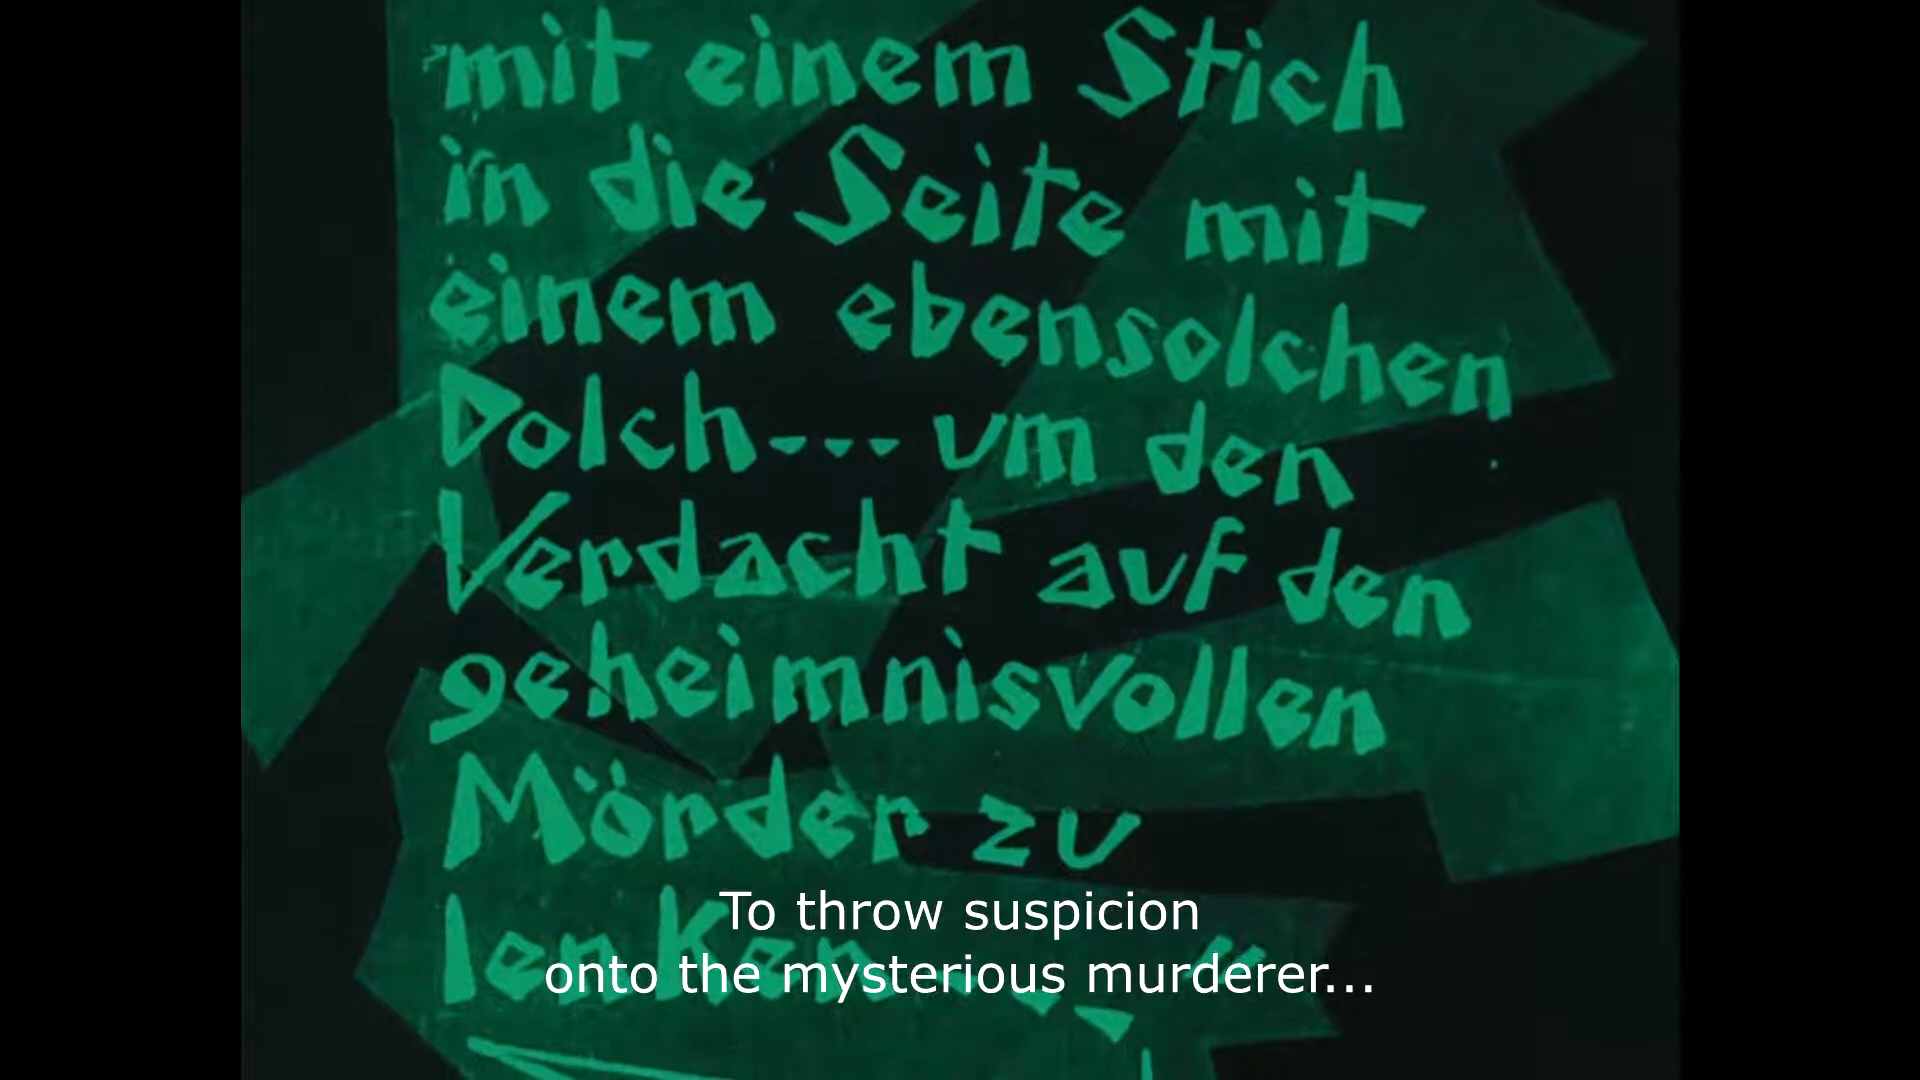 mit einem Stich
in die Seite mit
einem ebensolchen
Dolch--- um den
Verdacht auf den
geheimnisvollen
Mörder zu
lenken
To throw suspicion
onto the mysterious murderer...